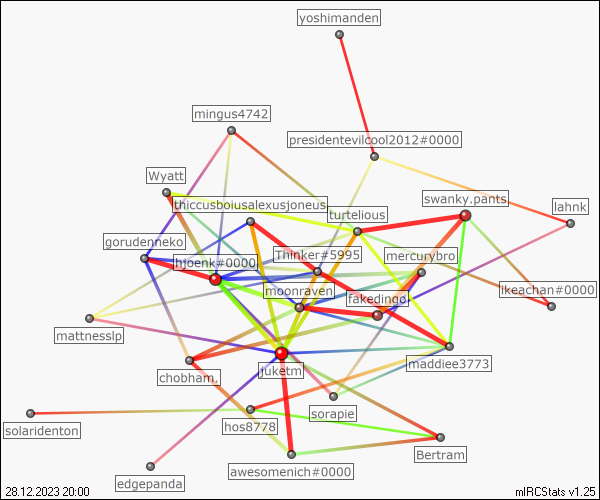 yoshimanden
mingus4742
presidentevilcool2012#0000
Wyatt
swanky.pants
thiccusboiusalexusjoneus
lahnk
turtelious
gorudenneko
mercurybro
hjoenk#0000
Thinker#5995
moonraven
fakedingo
Ikeachan#0000
mattnesslp
maddiee3773
juketm
chobham,
sorapie
solaridenton
hos8778
Bertram
awesomenich#0000
edgepanda
28.12.2023 20:00
mIRCStats v1.25